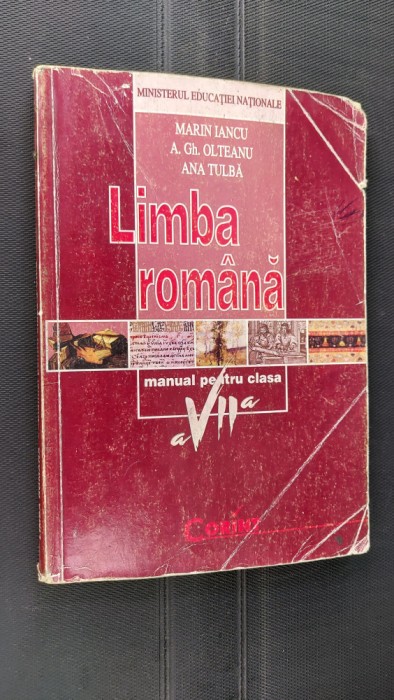 MINISTERUL EDUCAȚIEI NAȚIONALE
MARIN IANCU
A. Gh. OLTEANU
ANA TULBĂ
Limba
română
manual pentru clasa
a VII a
Corint